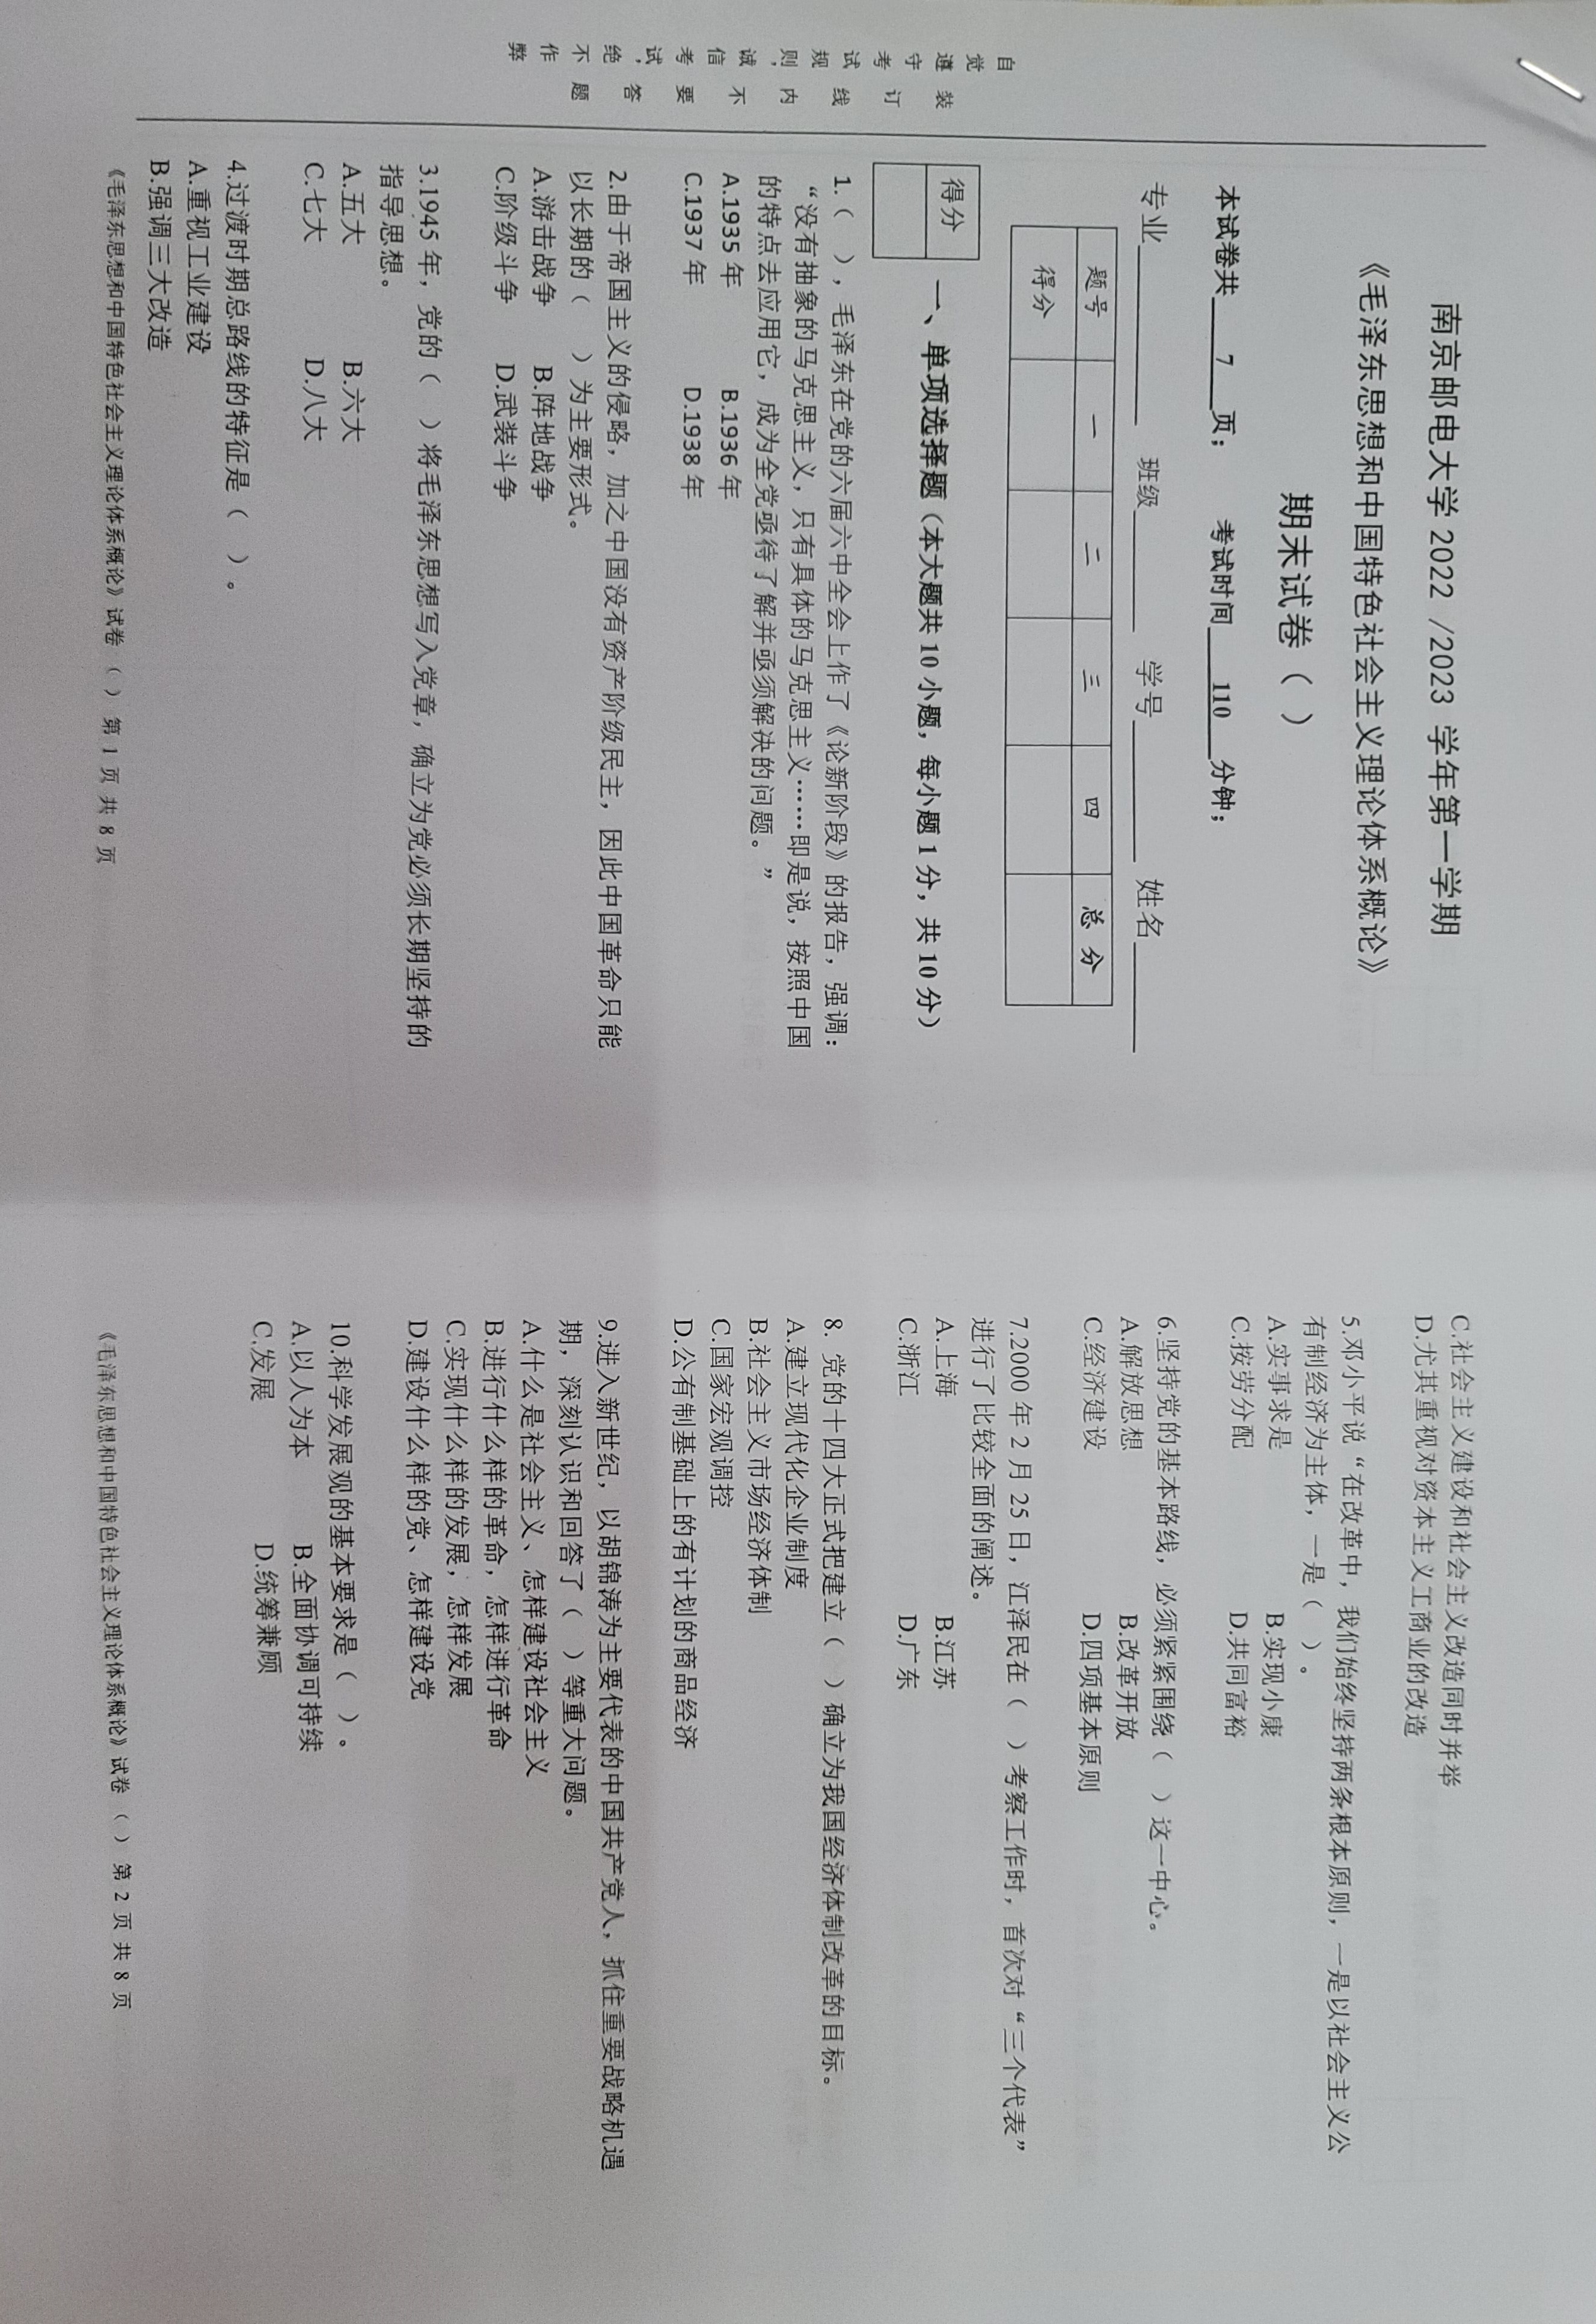 自觉遵守考试规则，诚信考试，绝不作弊
装订线内不要答题
南京邮电大学2022 /2023 学年第一学期
《毛泽东思想和中国特色社会主义理论体系概论》
期末试卷（ ）
本试卷共 7 页； 考试时间 110 分钟；
专业 班级 学号 姓名
题号 一 二 三 四 总分
得分
得分
一、单项选择题（本大题共 10 小题，每小题 1 分，共 10 分）
1.（ ），毛泽东在党的六届六中全会上作了《论新阶段》的报告，强调：
“没有抽象的马克思主义，只有具体的马克思主义……即是说，按照中国
的特点去应用它，成为全党亟待了解并亟须解决的问题。”
A.1935 年 B.1936 年
C.1937 年 D.1938 年
2.由于帝国主义的侵略，加之中国没有资产阶级民主，因此中国革命只能
以长期的（ ）为主要形式。
A.游击战争 B.阵地战争
C.阶级斗争 D.武装斗争
3.1945 年，党的（ ）将毛泽东思想写入党章，确立为党必须长期坚持的
指导思想。
A.五大 B.六大
C.七大 D.八大
4.过渡时期总路线的特征是（ ）。
A.重视工业建设
B.强调三大改造
《毛泽东思想和中国特色社会主义理论体系概论》试卷 （ ）第 1 页 共 8 页
C.社会主义建设和社会主义改造同时并举
D.尤其重视对资本主义工商业的改造
5.邓小平说“在改革中，我们始终坚持两条根本原则，一是以社会主义公
有制经济为主体，一是（ ）。
A.实事求是 B.实现小康
C.按劳分配 D.共同富裕
6.坚持党的基本路线，必须紧紧围绕（ ）这一中心。
A.解放思想 B.改革开放
C.经济建设 D.四项基本原则
7.2000 年 2 月 25 日，江泽民在（ ）考察工作时，首次对“三个代表”
进行了比较全面的阐述。
A.上海 B.江苏
C.浙江 D.广东
8. 党的十四大正式把建立（ ）确立为我国经济体制改革的目标。
A.建立现代化企业制度
B.社会主义市场经济体制
C.国家宏观调控
D.公有制基础上的有计划的商品经济
9.进入新世纪，以胡锦涛为主要代表的中国共产党人，抓住重要战略机遇
期，深刻认识和回答了（ ）等重大问题。
A.什么是社会主义、怎样建设社会主义
B.进行什么样的革命，怎样进行革命
C.实现什么样的发展，怎样发展
D.建设什么样的党、怎样建设党
10.科学发展观的基本要求是（ ）。
A.以人为本 B.全面协调可持续
C.发展 D.统筹兼顾
《毛泽东思想和中国特色社会主义理论体系概论》试卷 （ ）第 2 页 共 8 页